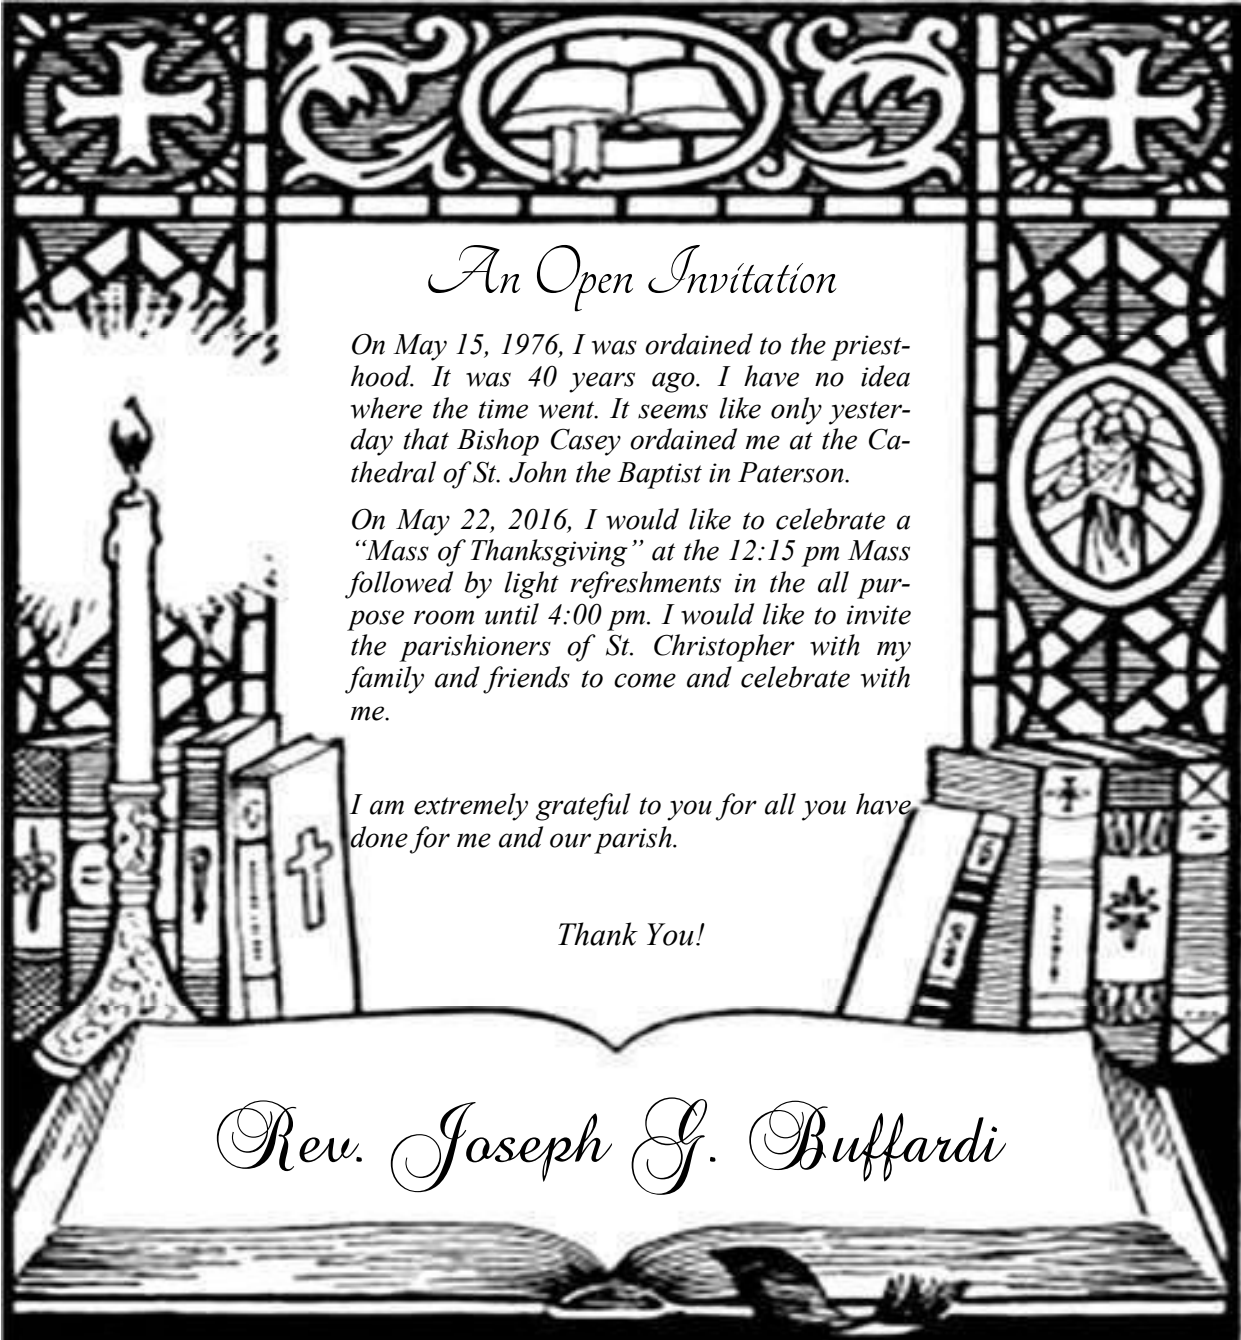 An Open Invitation
On May 15, 1976, I was ordained to the priest-
hood. It was 40 years ago. I have no idea
where the time went. It seems like only yester-
day that Bishop Casey ordained me at the Ca-
thedral of St. John the Baptist in Paterson.
On May 22, 2016, I would like to celebrate a
“Mass of Thanksgiving” at the 12:15 pm Mass
followed by light refreshments in the all pur-
pose room until 4:00 pm. I would like to invite
the parishioners of St. Christopher with my
family and friends to come and celebrate with
me.
I am extremely grateful to you for all you have
done for me and our parish.
Thank You!
Rev. Joseph G. Buffardi